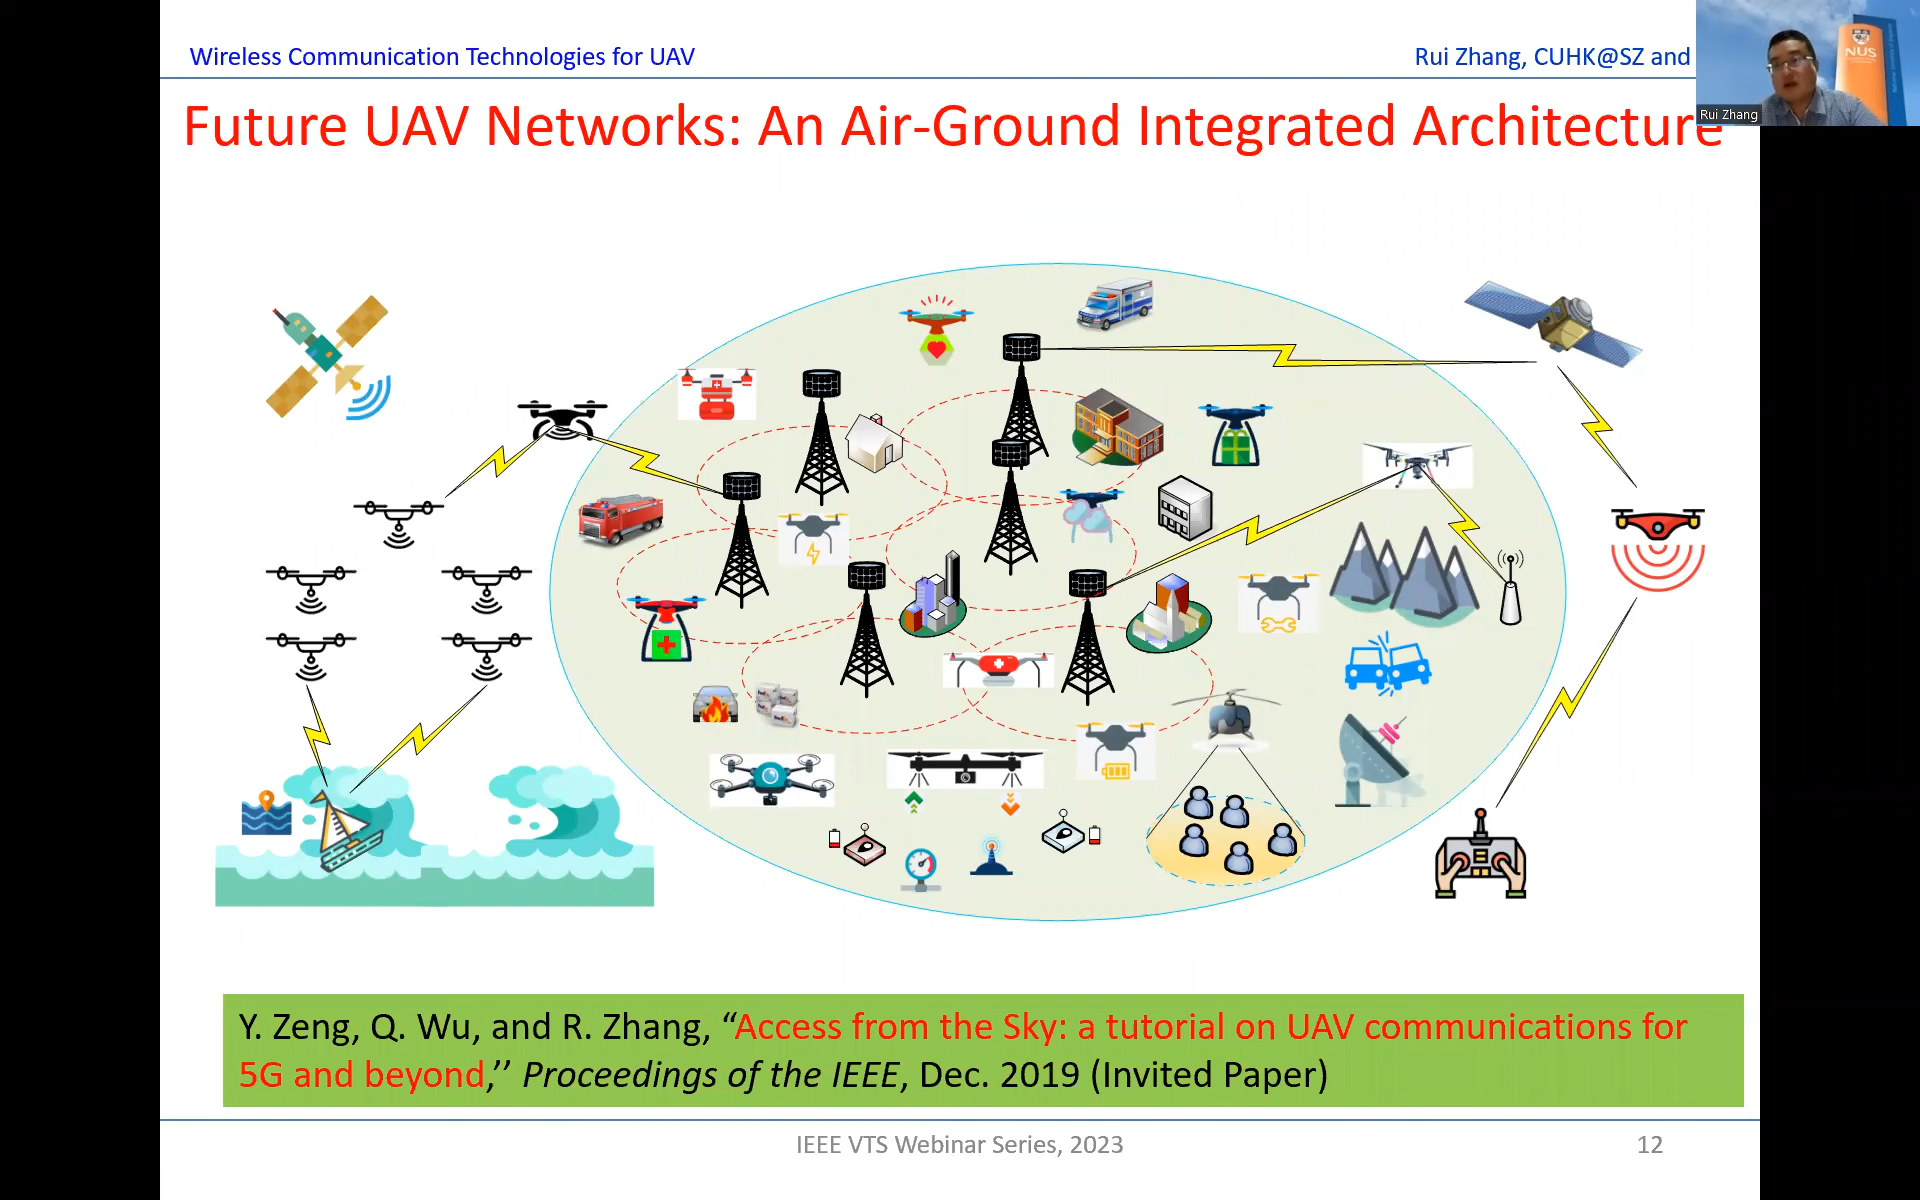 Wireless Communication Technologies for UAV
Rui Zhang, CUHK@SZ and
NUS
Rui Zhang
Future UAV Networks: An Air-Ground Integrated Architecture
Y. Zeng, Q. Wu, and R. Zhang, “Access from the Sky: a tutorial on UAV communications for
5G and beyond,’’ Proceedings of the IEEE, Dec. 2019 (Invited Paper)
IEEE VTS Webinar Series, 2023
12